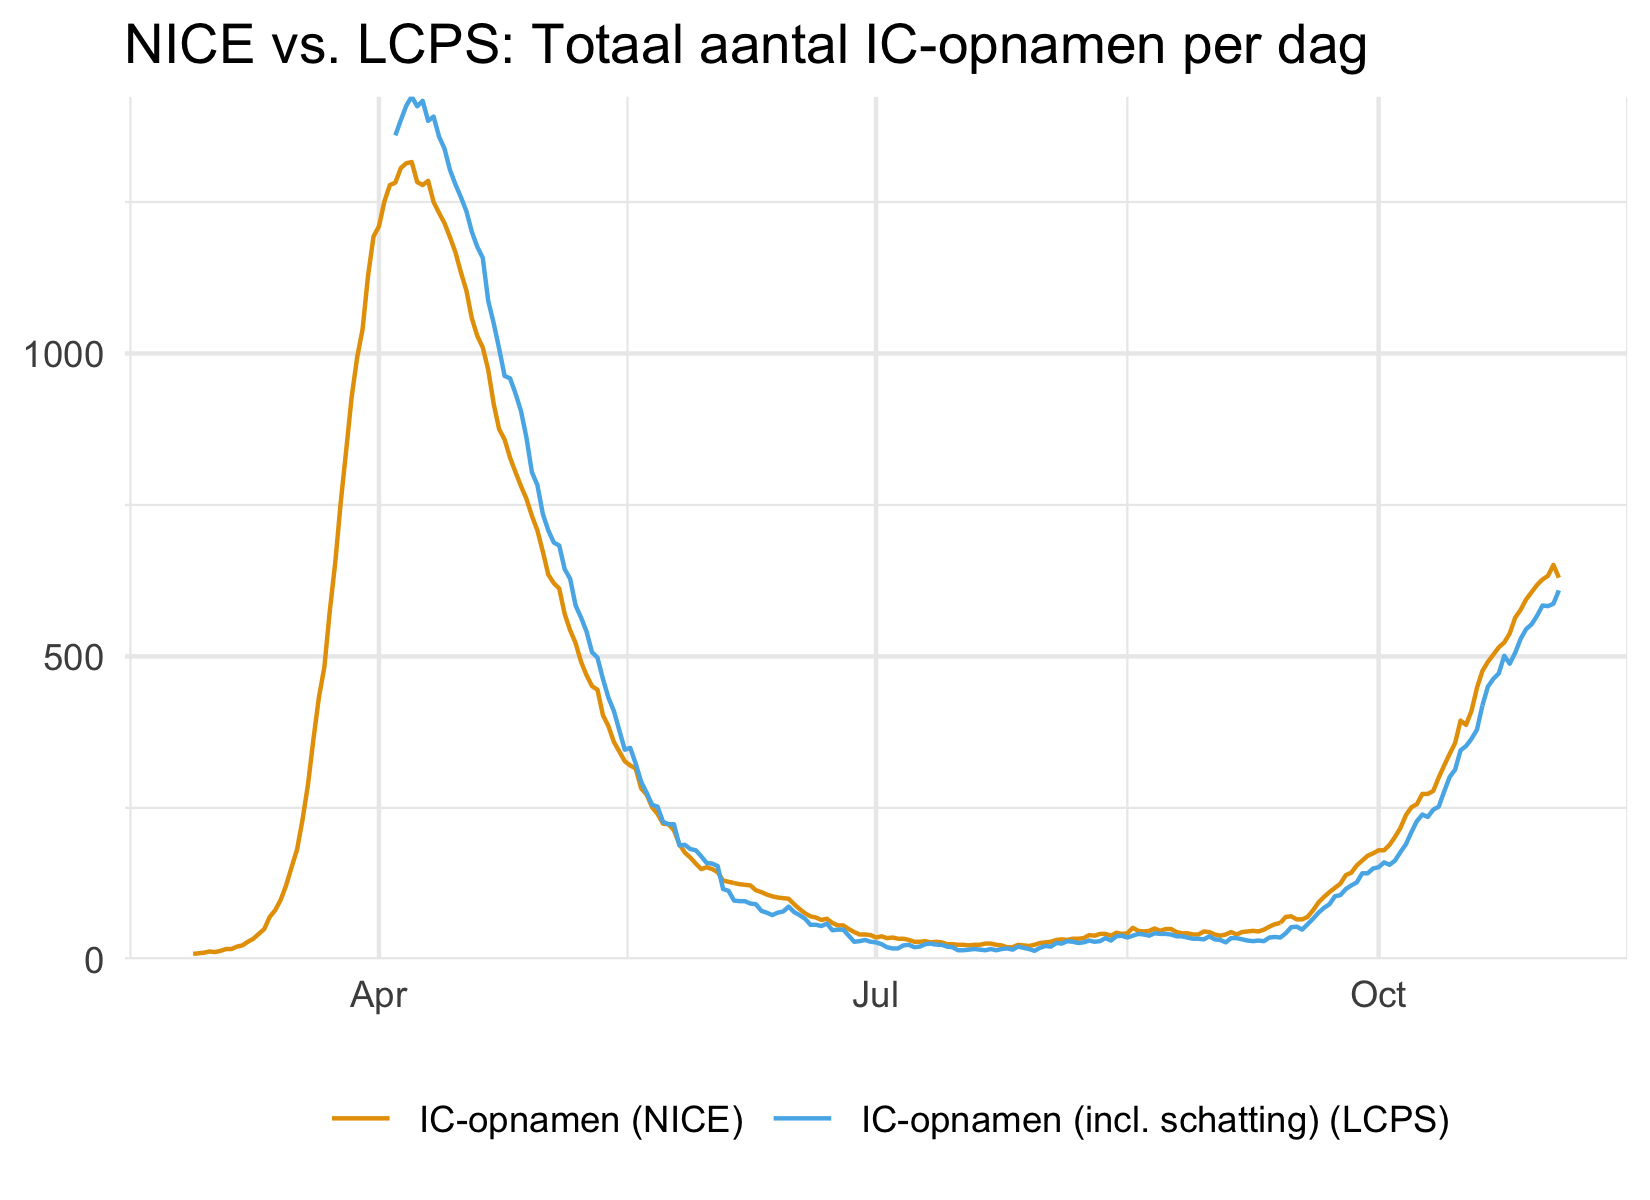 NICE vs. LCPS: Totaal aantal IC-opnamen per dag
1000
500
0
Apr Jul Oct
IC-opnamen (NICE) IC-opnamen (incl. schatting) (LCPS)